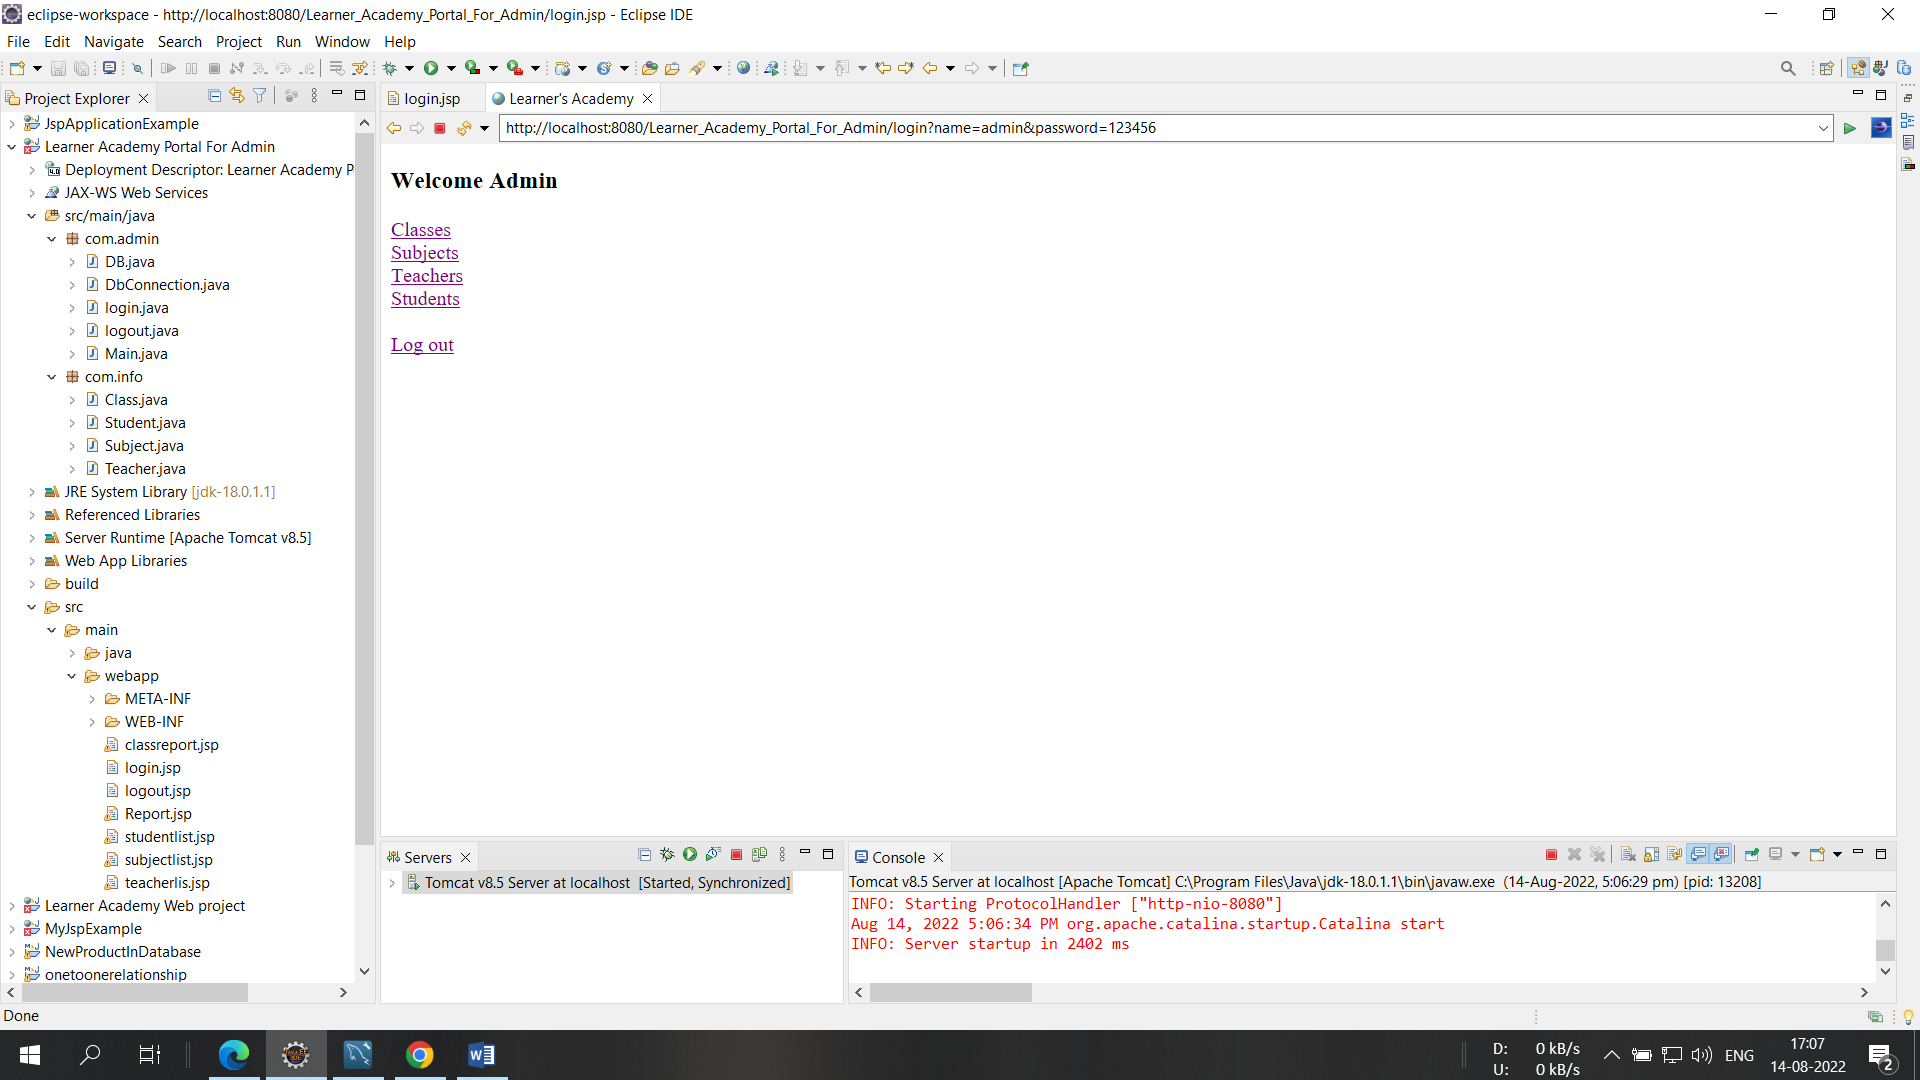 eclipse-workspace - http://localhost:8080/Learner_Academy_Portal_For_Admin/login.jsp - Eclipse IDE
File Edit Navigate Search Project Run Window Help
Project Explorer
JspApplicationExample
Learner Academy Portal For Admin
Deployment Descriptor: Learner Academy P
JAX-WS Web Services
src/main/java
com.admin
DB.java
DbConnection.java
login.java
logout.java
Main.java
com.info
Class.java
Student.java
Subject.java
Teacher.java
JRE System Library [jdk-18.0.1.1]
Referenced Libraries
Server Runtime [Apache Tomcat v8.5]
Web App Libraries
build
src
main
java
webapp
META-INF
WEB-INF
classreport.jsp
login.jsp
logout.jsp
Report.jsp
studentlist.jsp
subjectlist.jsp
teacherlis.jsp
Learner Academy Web project
MyJspExample
NewProductInDatabase
onetoonerelationship
login.jsp Learner's Academy
http://localhost:8080/Learner_Academy_Portal_For_Admin/login?name=admin&password=123456
Welcome Admin
Classes
Subjects
Teachers
Students
Log out
Servers
Tomcat v8.5 Server at localhost [Started, Synchronized]
Console
Tomcat v8.5 Server at localhost [Apache Tomcat] C:\Program Files\Java\jdk-18.0.1.1\bin\javaw.exe (14-Aug-2022, 5:06:29 pm) [pid: 13208]
INFO: Starting ProtocolHandler ["http-nio-8080"]
Aug 14, 2022 5:06:34 PM org.apache.catalina.startup.Catalina start
INFO: Server startup in 2402 ms
Done
D: 0 kB/s
U: 0 kB/s
ENG
17:07
14-08-2022
2